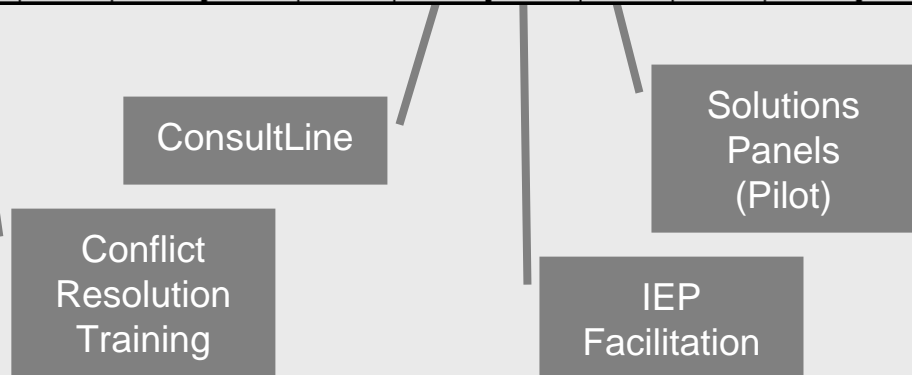 ConsultLine
Solutions
Panels
(Pilot)
Conflict
Resolution
Training
IEP
Facilitation